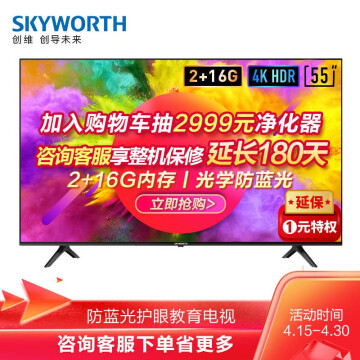 SKYWORTH
创维 创导未来
2+16G 4K HDR 55"
加入购物车抽2999元净化器
咨询客服享整机保修 延长180天
2+16G内存 | 光学防蓝光
立即抢购>
延保
1元特权
SKYWORTH
防蓝光护眼教育电视
活动时间
咨询客服下单省更多
4.15-4.30